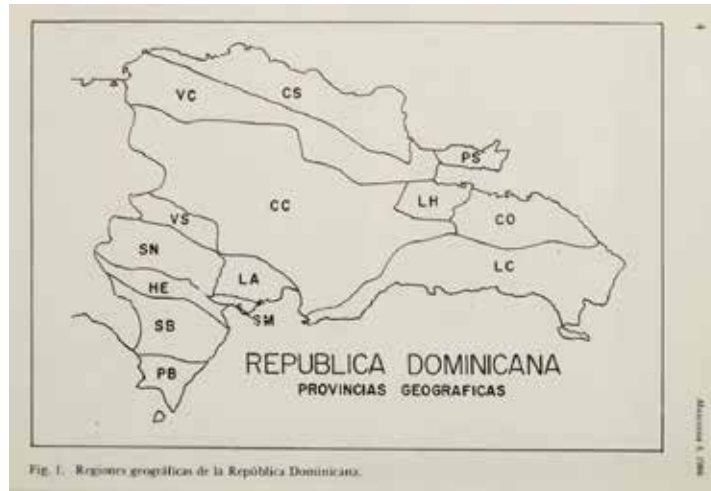 4
VC
CS
PS
LH
CC
CO
VS
SN
LA
LC
HE
SM
SB
PB
REPUBLICA DOMINICANA
PROVINCIAS GEOGRAFICAS
Fig. 1. Regiones geográficas de la República Dominicana.